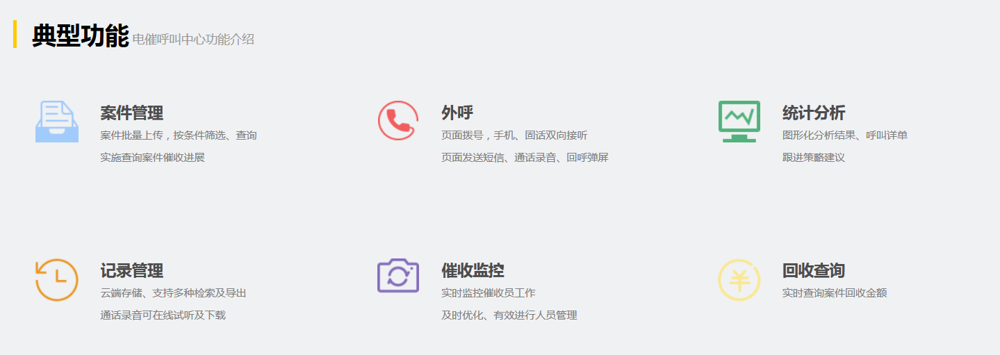 典型功能 电催呼叫中心功能介绍
案件管理
案件批量上传，按条件筛选、查询
实施查询案件催收进展
外呼
页面拨号，手机、固话双向接听
页面发送短信、通话录音、回呼弹屏
统计分析
图形化分析结果、呼叫详单
跟进策略建议
记录管理
云端存储、支持多种检索及导出
通话录音可在线试听及下载
催收监控
实时监控催收员工作
及时优化、有效进行人员管理
回收查询
实时查询案件回收金额